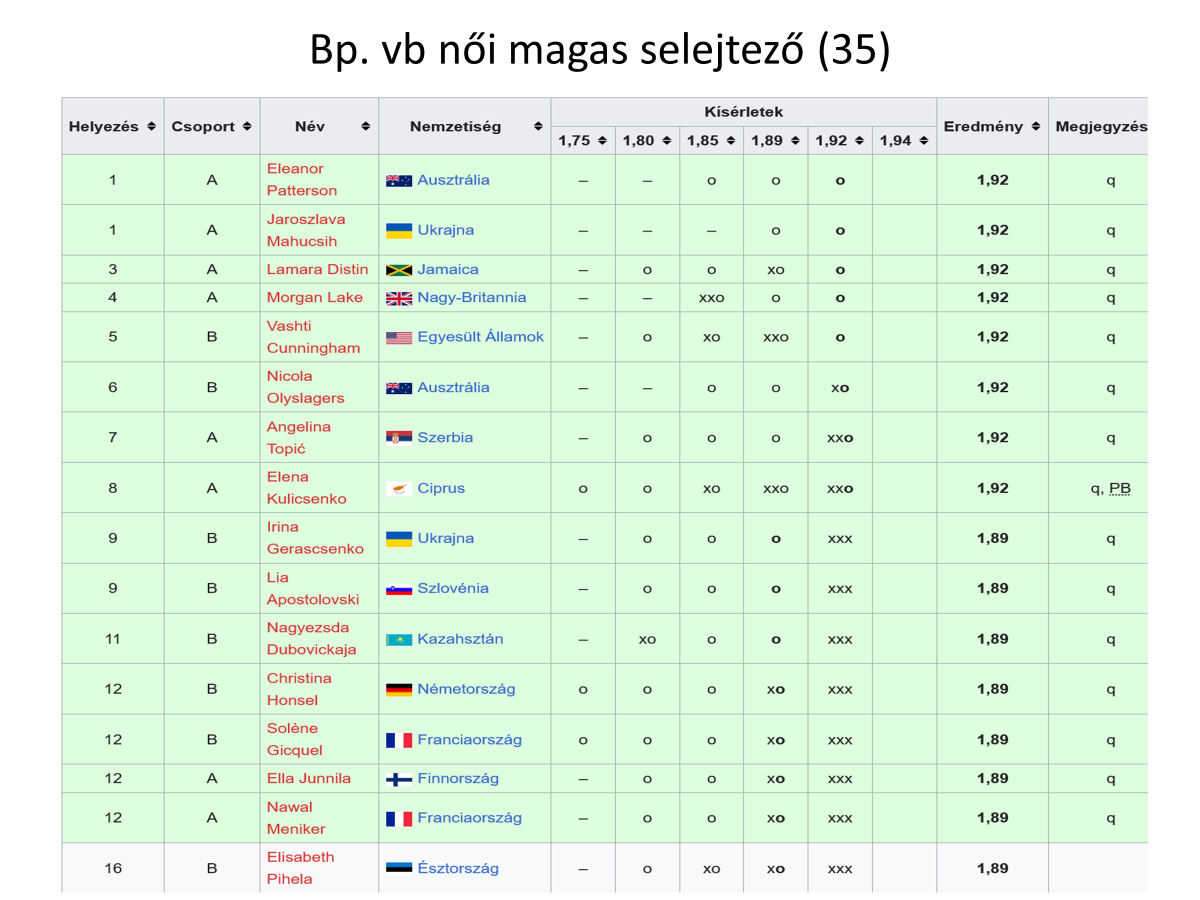 Bp. vb női magas selejtező (35)
Helyezés Csoport Név Nemzetiség Kísérletek Eredmény Megjegyzés
1,75 1,80 1,85 1,89 1,92 1,94
1 A Eleanor Patterson Ausztrália – – o o o 1,92 q
1 A Jaroszlava Mahucsih Ukrajna – – – o o 1,92 q
3 A Lamara Distin Jamaica – o o xo o 1,92 q
4 A Morgan Lake Nagy-Britannia – – xxo o o 1,92 q
5 B Vashti Cunningham Egyesült Államok – o xo xxo o 1,92 q
6 B Nicola Olyslagers Ausztrália – – o o xo 1,92 q
7 A Angelina Topić Szerbia – o o o xxo 1,92 q
8 A Elena Kulicsenko Ciprus o o xo xxo xxo 1,92 q, PB
9 B Irina Gerascsenko Ukrajna – o o o xxx 1,89 q
9 B Lia Apostolovski Szlovénia – o o o xxx 1,89 q
11 B Nagyezsda Dubovickaja Kazahsztán – xo o o xxx 1,89 q
12 B Christina Honsel Németország o o o xo xxx 1,89 q
12 B Solène Gicquel Franciaország o o o xo xxx 1,89 q
12 A Ella Junnila Finnország – o o xo xxx 1,89 q
12 A Nawal Meniker Franciaország – o o xo xxx 1,89 q
16 B Elisabeth Pihela Észtország – o xo xo xxx 1,89